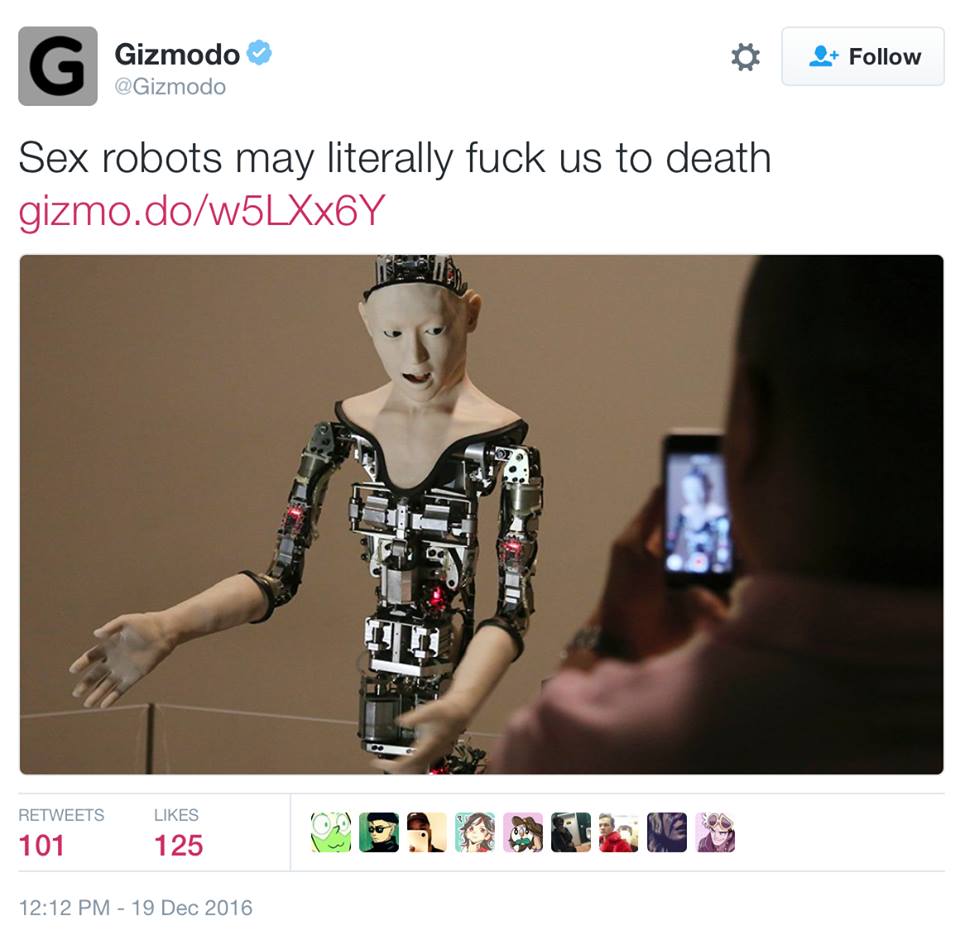 G
Gizmodo
@Gizmodo
Follow
Sex robots may literally fuck us to death
gizmo.do/w5LXx6Y
RETWEETS LIKES
101 125
12:12 PM - 19 Dec 2016